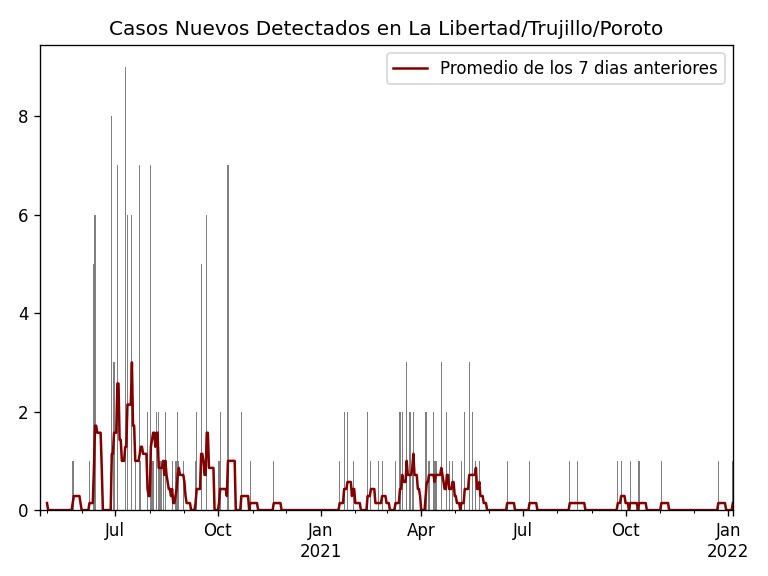 Casos Nuevos Detectados en La Libertad/Trujillo/Poroto
Promedio de los 7 dias anteriores
8
6
4
2
0
Jul
Oct
Jan
2021
Apr
Jul
Oct
Jan
2022